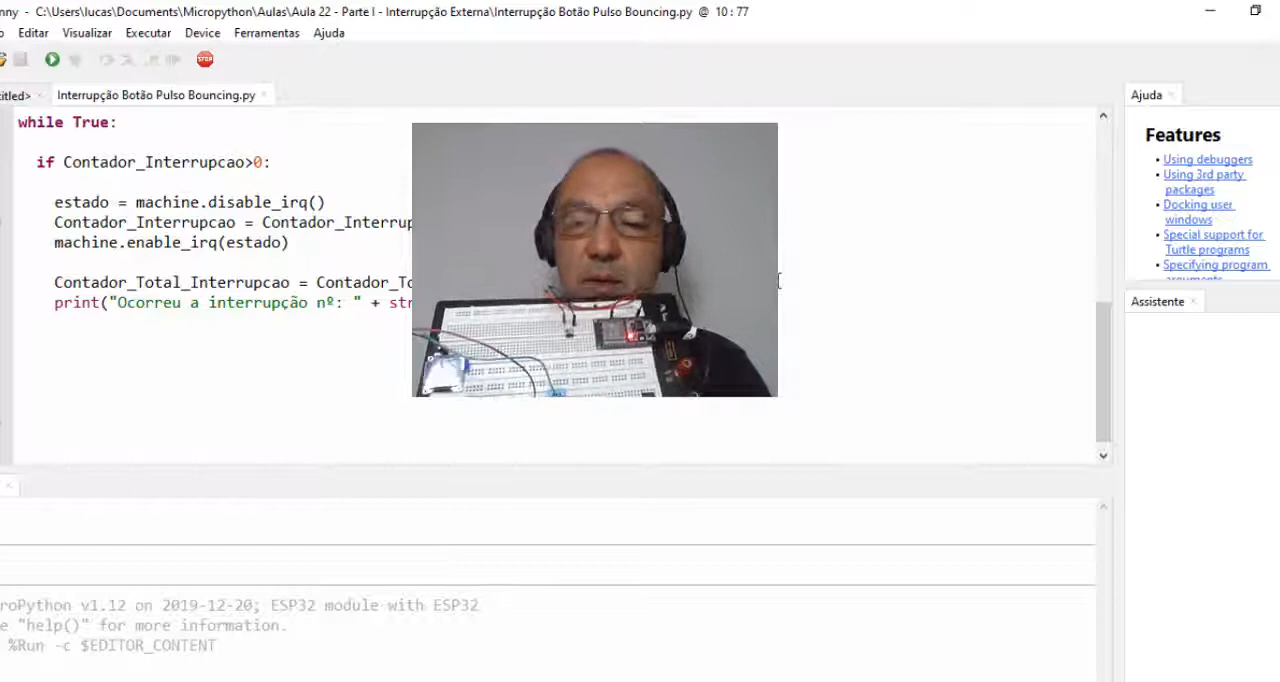 nny - C:\Users\lucas\Documents\Micropython\Aulas\Aula 22 - Parte I - Interrupção Externa\Interrupção Botão Pulso Bouncing.py @ 10:77
o Editar Visualizar Executar Device Ferramentas Ajuda
STOP
titled> × Interrupção Botão Pulso Bouncing.py ×
while True:
if Contador_Interrupcao>0:
estado = machine.disable_irq()
Contador_Interrupcao = Contador_Interrup
machine.enable_irq(estado)
Contador_Total_Interrupcao = Contador_To
print("Ocorreu a interrupção nº: " + str
roPython v1.12 on 2019-12-20; ESP32 module with ESP32
e "help()" for more information.
%Run -c $EDITOR_CONTENT
Ajuda ×
Features
• Using debuggers
• Using 3rd party
packages
• Docking user
windows
• Special support for
Turtle programs
• Specifying program
arguments
Assistente ×